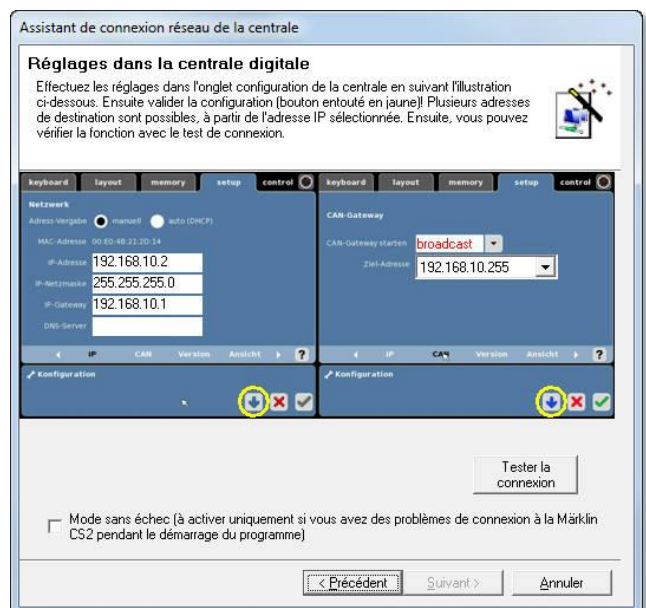 Assistant de connexion réseau de la centrale
Réglages dans la centrale digitale
Effectuez les réglages dans l'onglet configuration de la centrale en suivant l'illustration
ci-dessous. Ensuite valider la configuration (bouton entouté en jaune)! Plusieurs adresses
de destination sont possibles, à partir de l'adresse IP sélectionnée. Ensuite, vous pouvez
vérifier la fonction avec le test de connexion.
keyboard layout memory setup control
Netzwerk
Adress-Vergabe manuell auto (DHCP)
MAC-Adresse 00:E0:4B:21:20:14
IP-Adresse 192.168.10.2
IP-Netzmaske 255.255.255.0
IP-Gateway 192.168.10.1
DNS-Server
IP CAN Version Ansicht ?
Konfiguration
keyboard layout memory setup control
CAN-Gateway
CAN-Gateway starten broadcast
Ziel-Adresse 192.168.10.255
IP CAN Version Ansicht ?
Konfiguration
Tester la
connexion
Mode sans échec (à activer uniquement si vous avez des problèmes de connexion à la Märklin
CS2 pendant le démarrage du programme)
< Précédent Suivant > Annuler